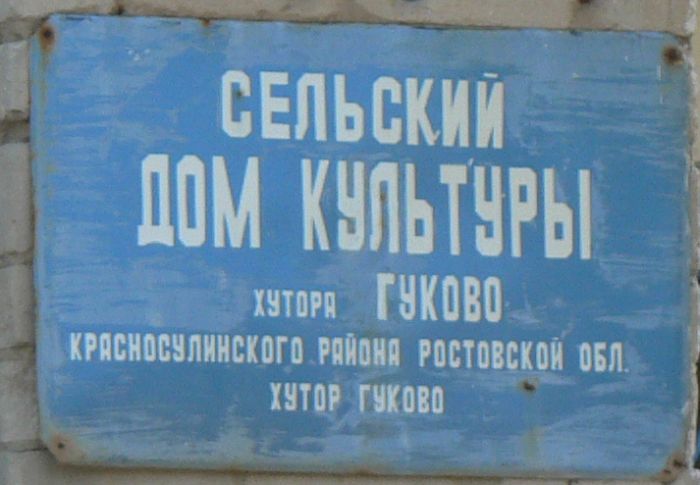 СЕЛЬСКИЙ
ДОМ КУЛЬТУРЫ
ХУТОРА ГУКОВО
КРАСНОСУЛИНСКОГО РАЙОНА РОСТОВСКОЙ ОБЛ.
ХУТОР ГУКОВО